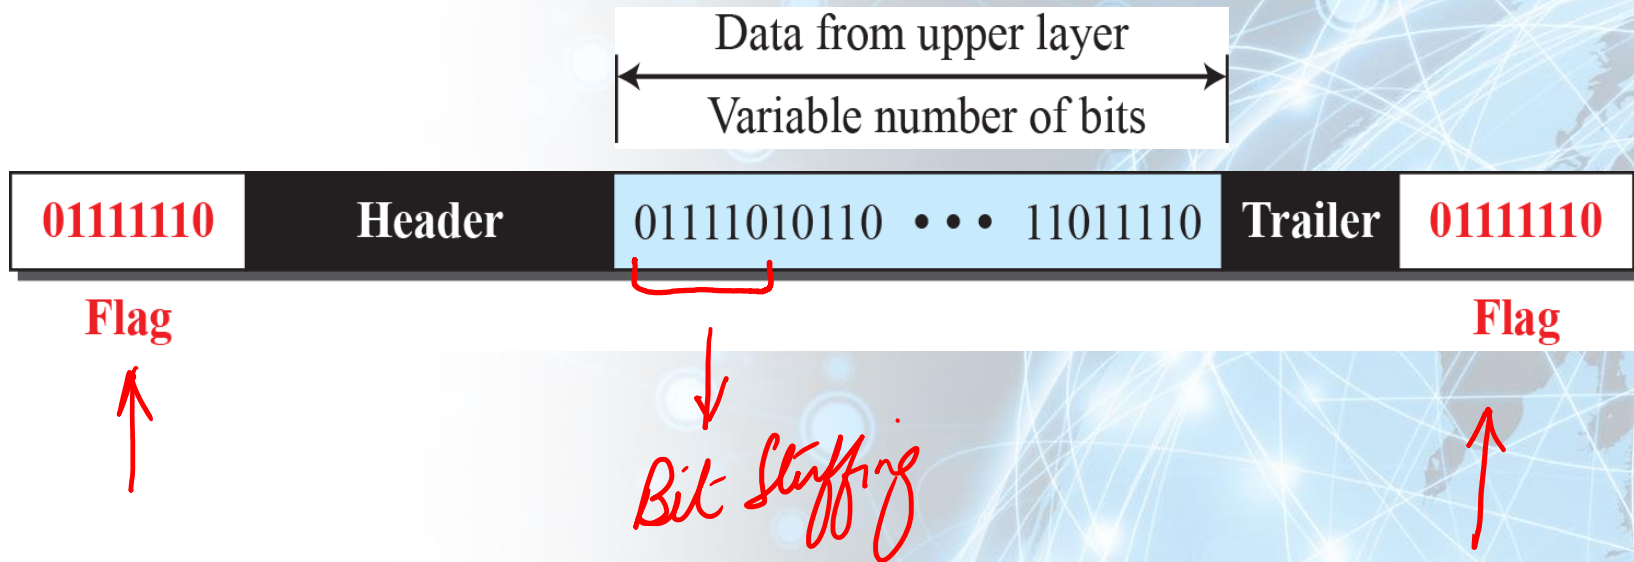 Data from upper layer
Variable number of bits
01111110 Header 01111010110 • • • 11011110 Trailer 01111110
Flag Flag
Bit Stuffing